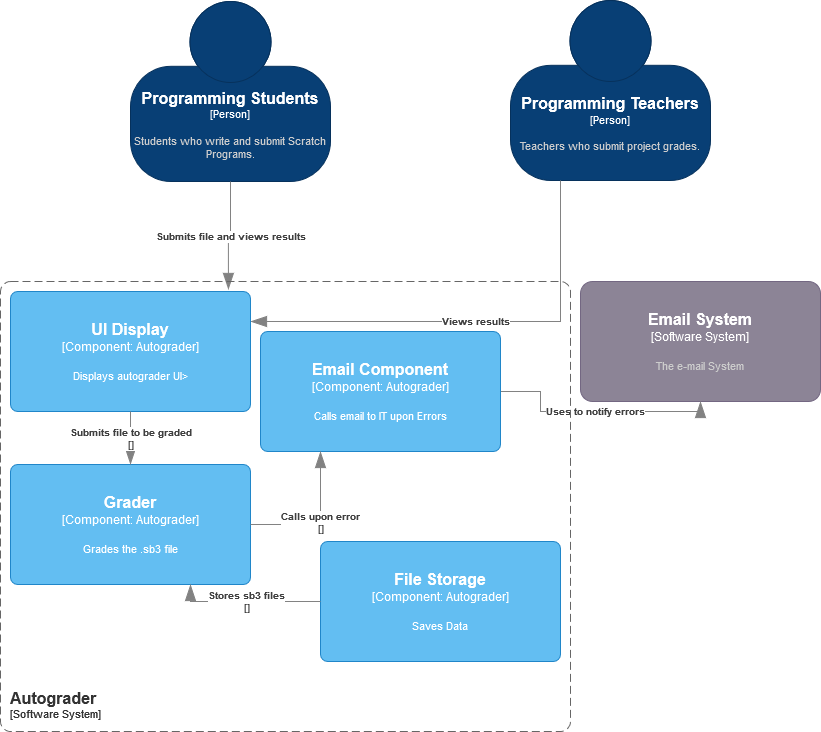 Programming Students
[Person]
Students who write and submit Scratch
Programs.
Programming Teachers
[Person]
Teachers who submit project grades.
Submits file and views results
Views results
UI Display
[Component: Autograder]
Displays autograder UI>
Email System
[Software System]
The e-mail System
Email Component
[Component: Autograder]
Calls email to IT upon Errors
Uses to notify errors
Submits file to be graded
[]
Grader
[Component: Autograder]
Grades the .sb3 file
Calls upon error
[]
File Storage
[Component: Autograder]
Saves Data
Stores sb3 files
[]
Autograder
[Software System]